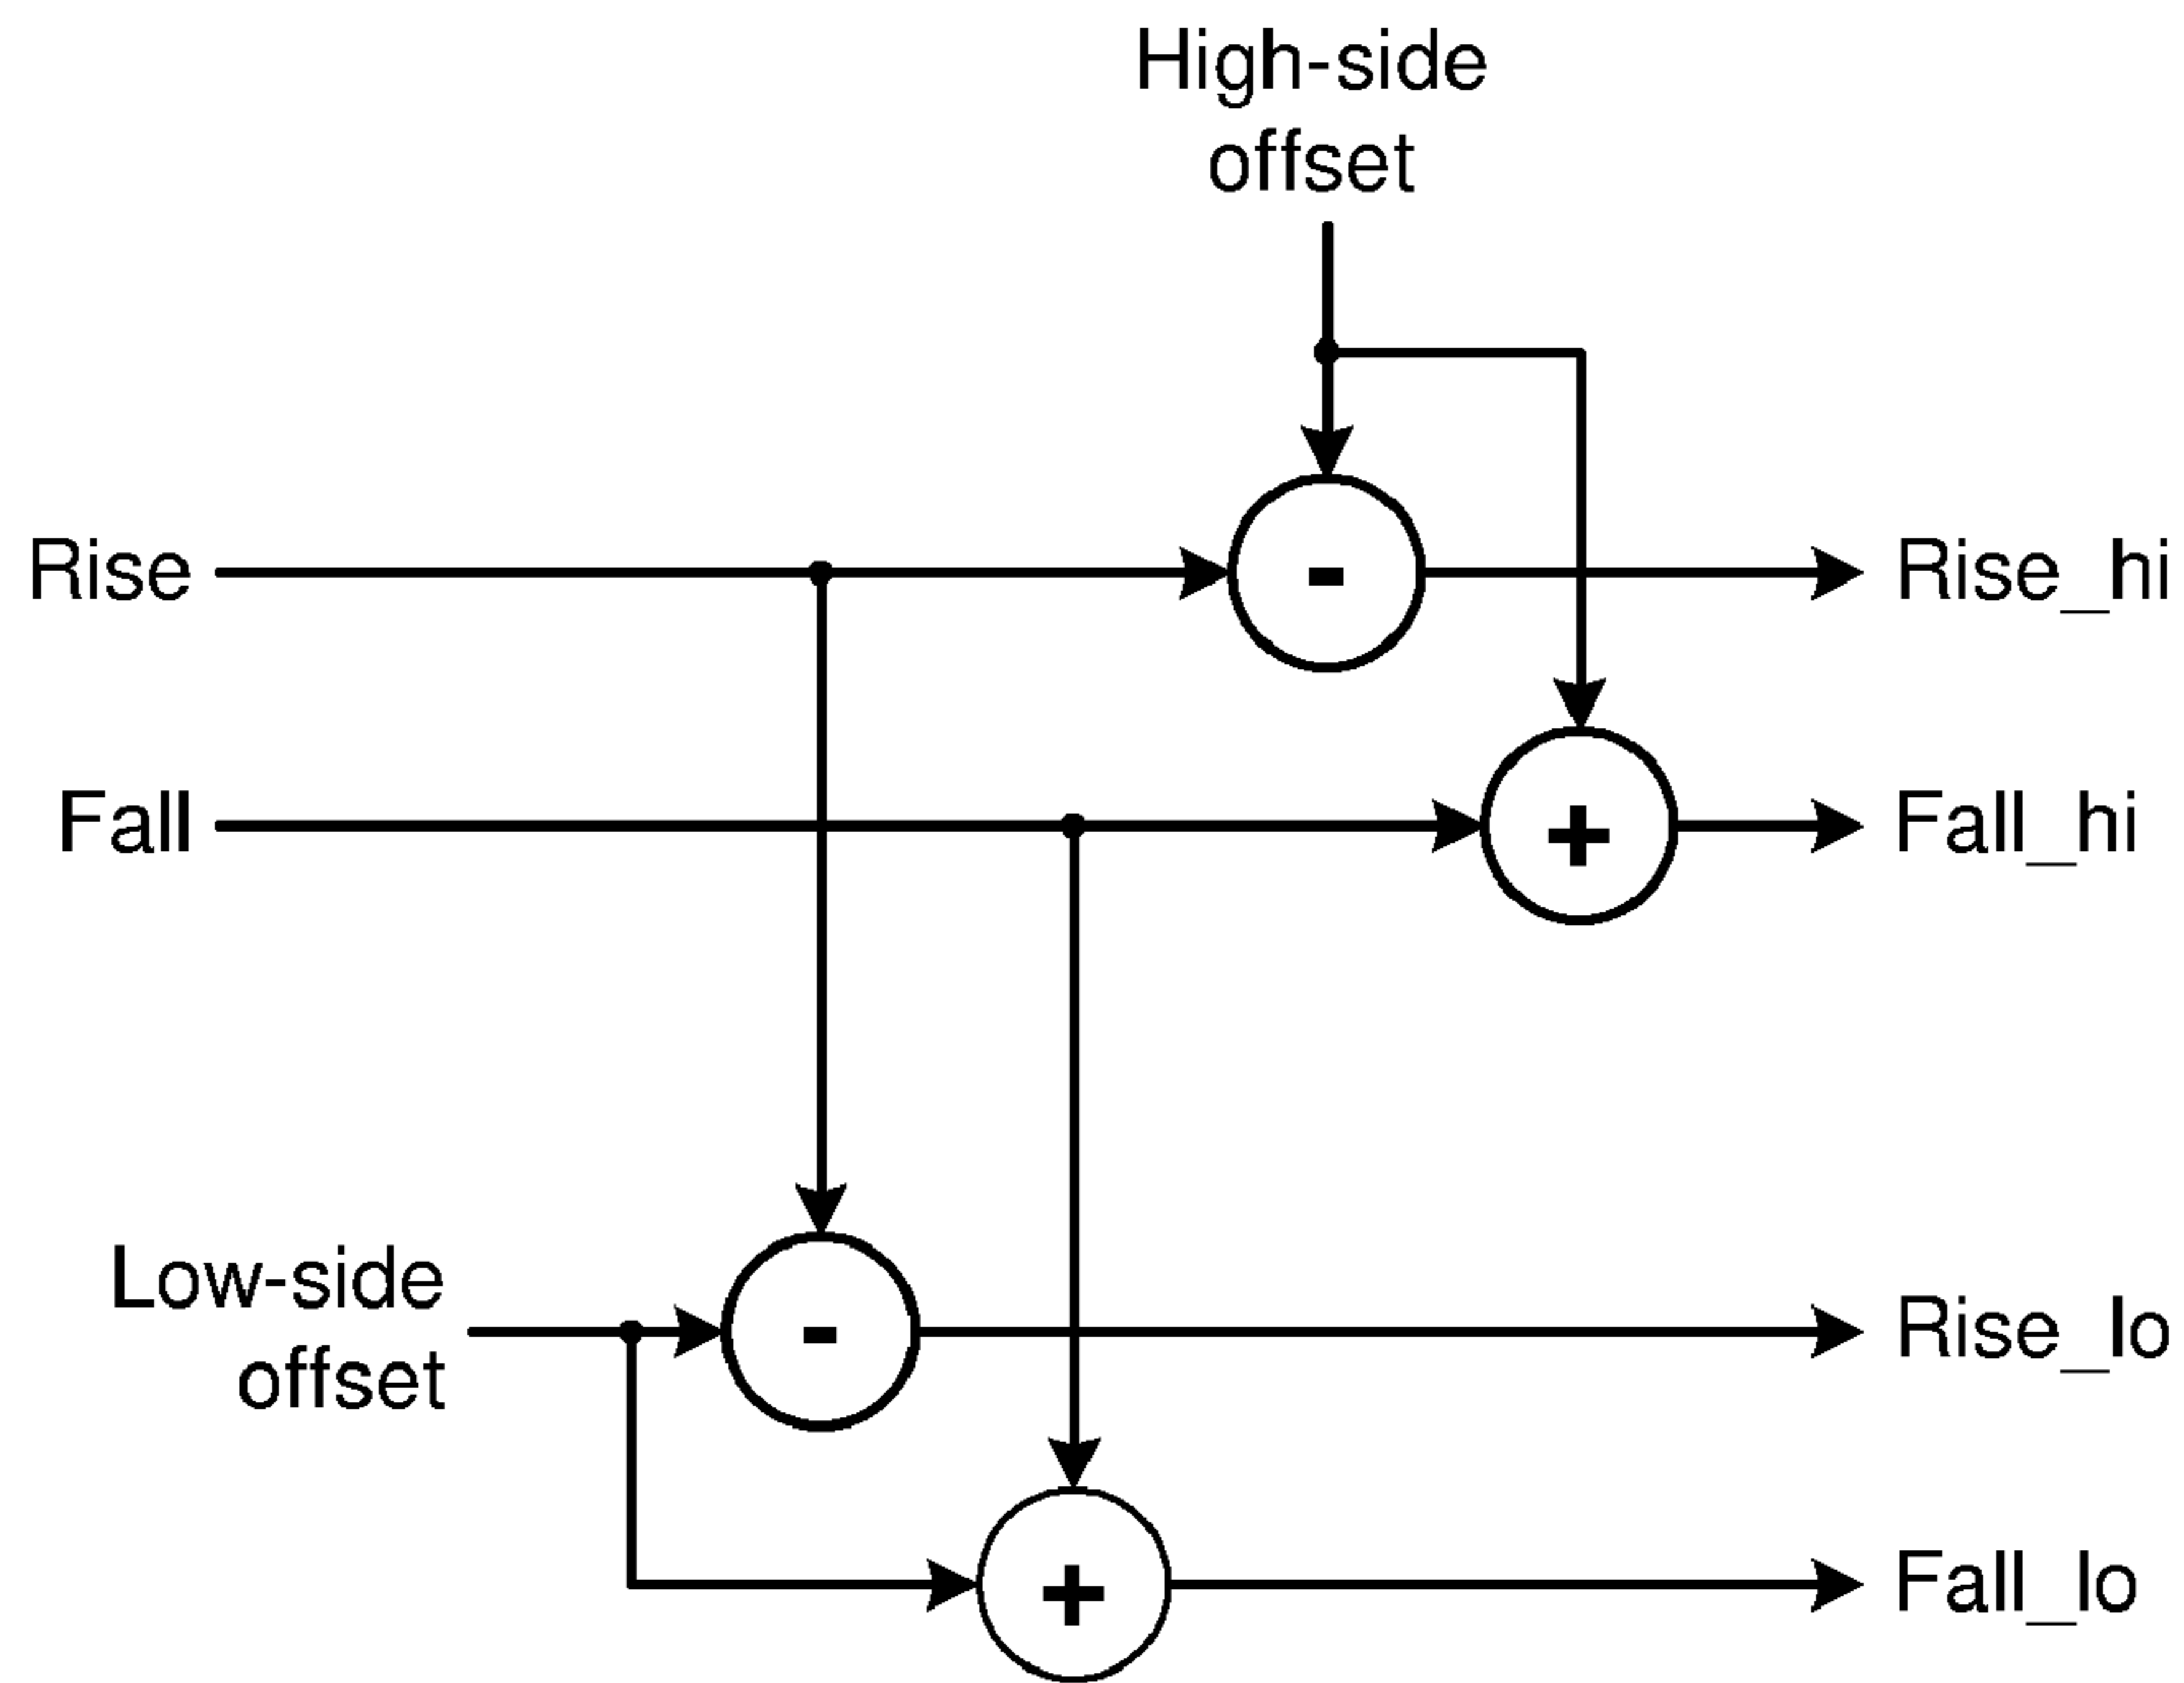 High-side
offset
-
Rise
Rise_hi
Fall
+
Fall_hi
Low-side
offset
-
Rise_lo
+
Fall_lo